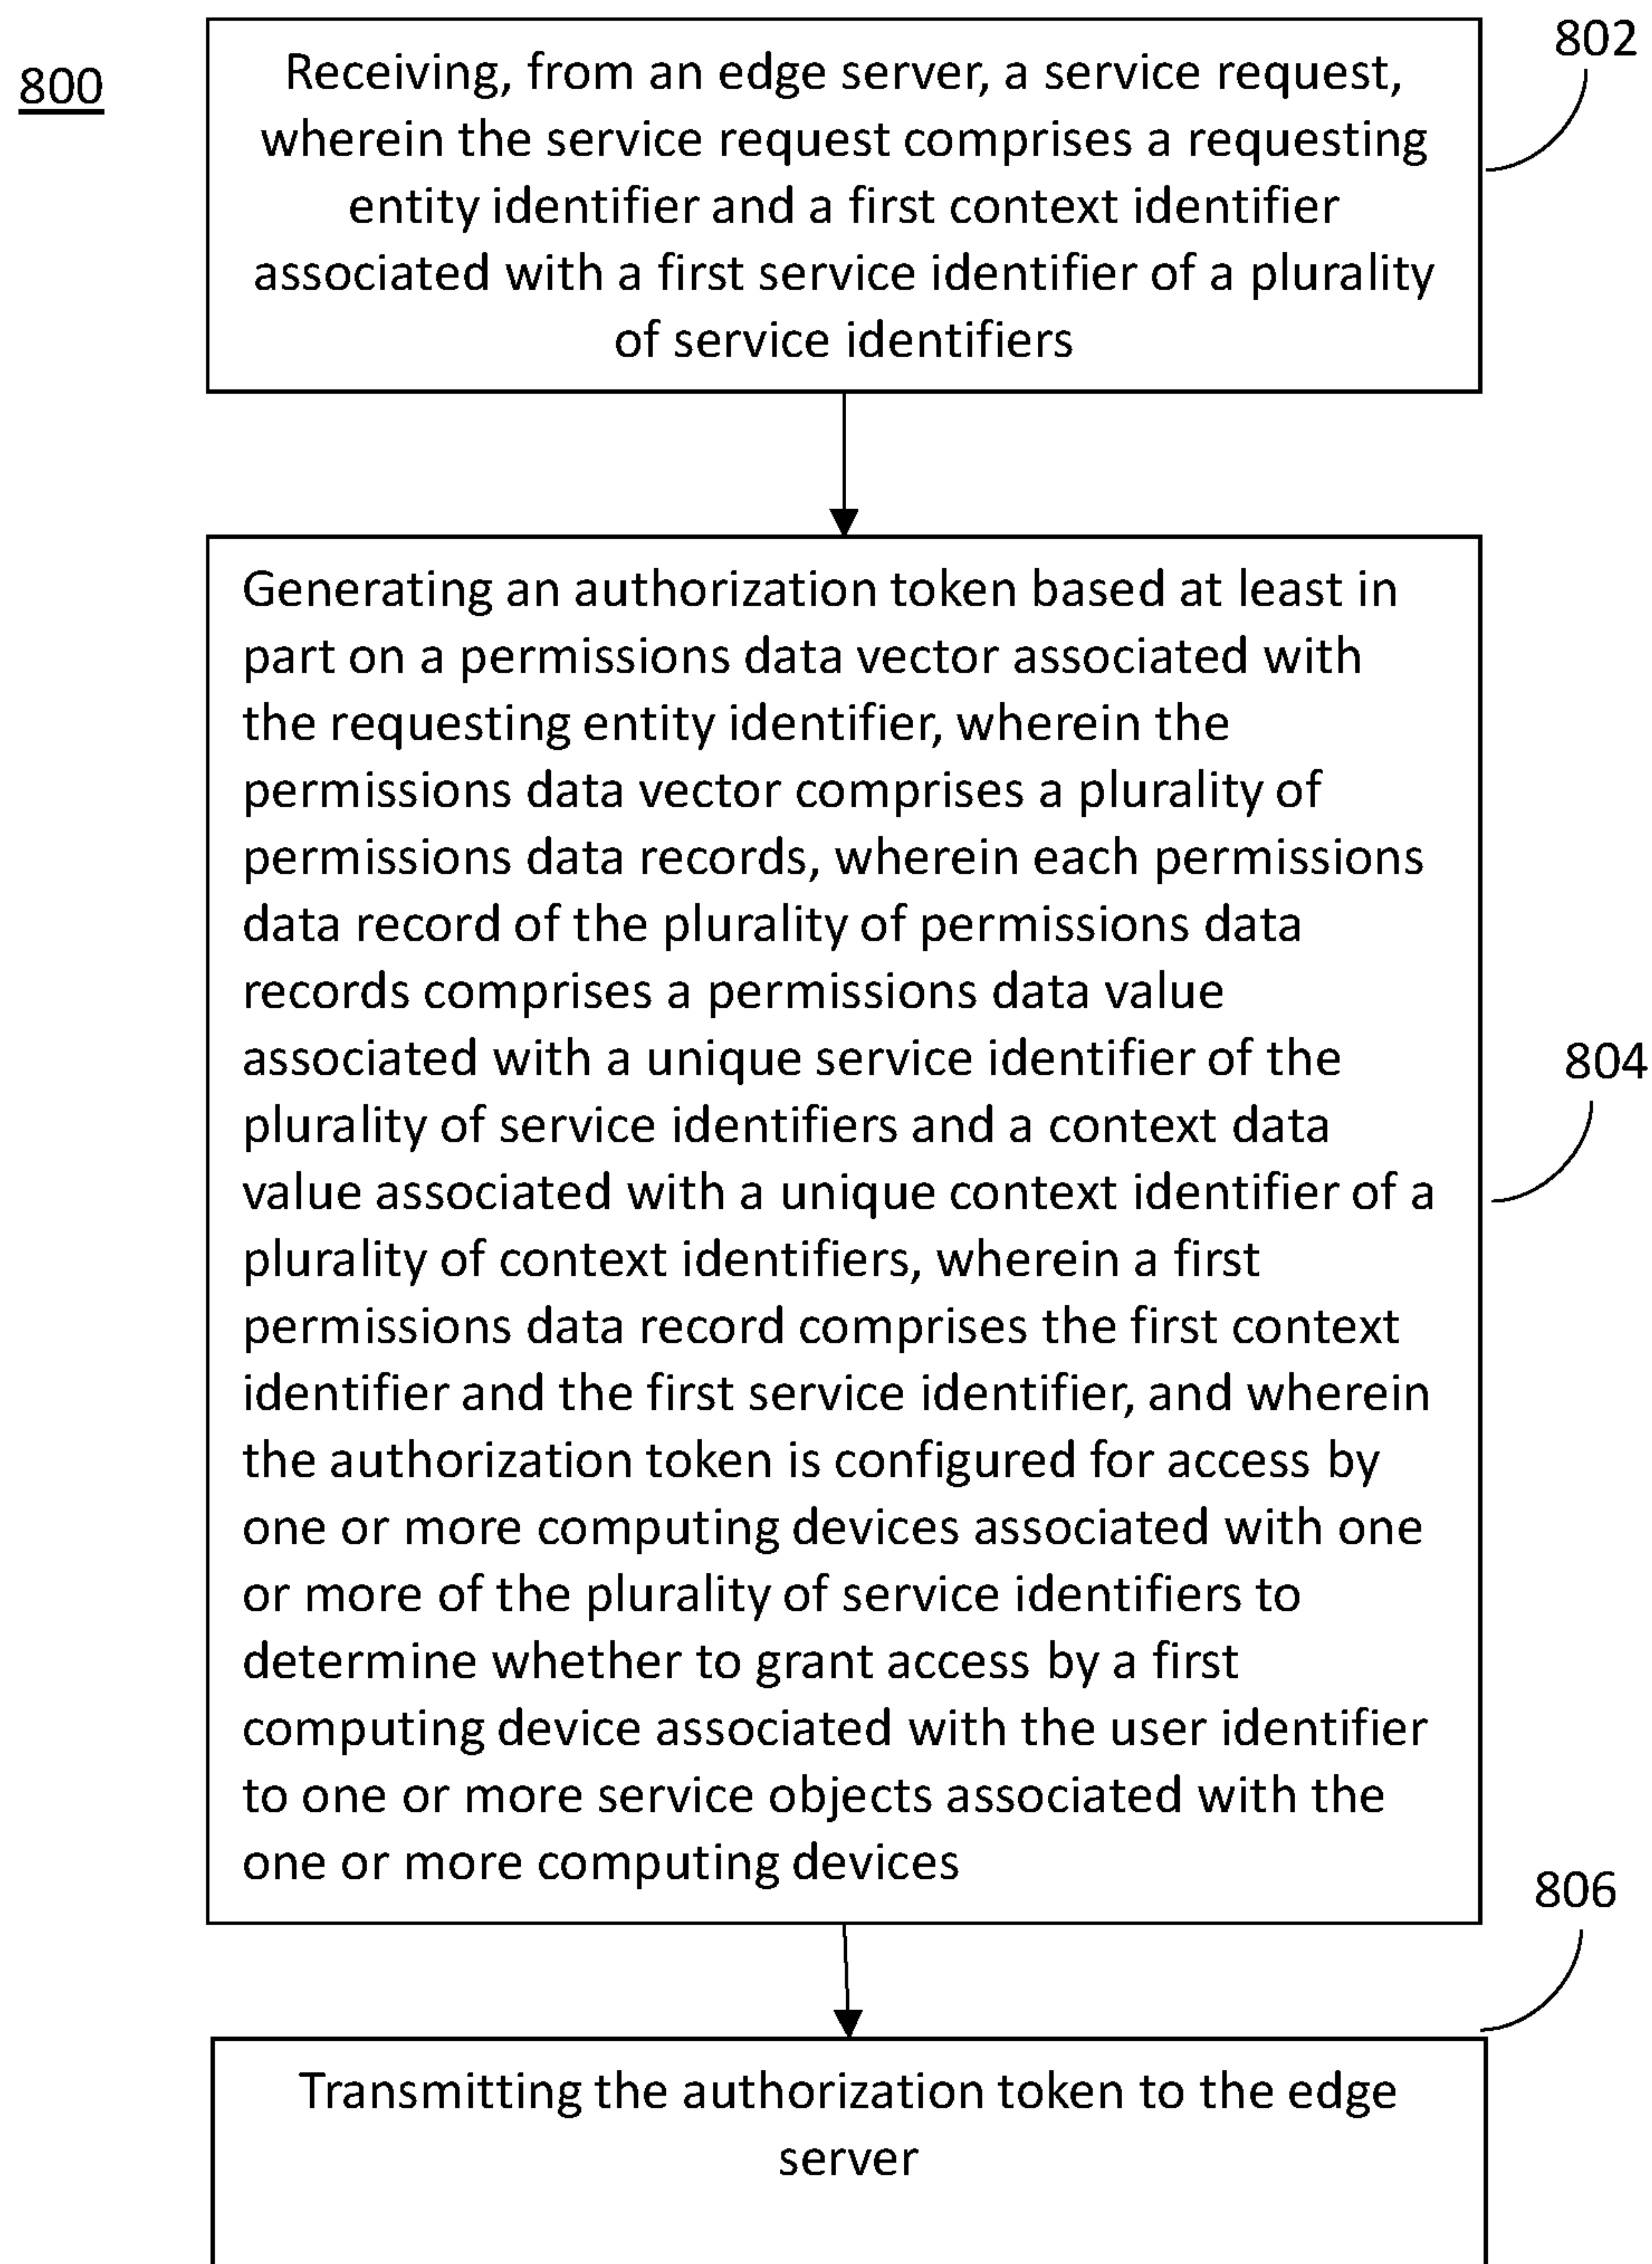 800
802
Receiving, from an edge server, a service request,
wherein the service request comprises a requesting
entity identifier and a first context identifier
associated with a first service identifier of a plurality
of service identifiers
Generating an authorization token based at least in
part on a permissions data vector associated with
the requesting entity identifier, wherein the
permissions data vector comprises a plurality of
permissions data records, wherein each permissions
data record of the plurality of permissions data
records comprises a permissions data value
associated with a unique service identifier of the
plurality of service identifiers and a context data
value associated with a unique context identifier of a
plurality of context identifiers, wherein a first
permissions data record comprises the first context
identifier and the first service identifier, and wherein
the authorization token is configured for access by
one or more computing devices associated with one
or more of the plurality of service identifiers to
determine whether to grant access by a first
computing device associated with the user identifier
to one or more service objects associated with the
one or more computing devices
804
806
Transmitting the authorization token to the edge
server